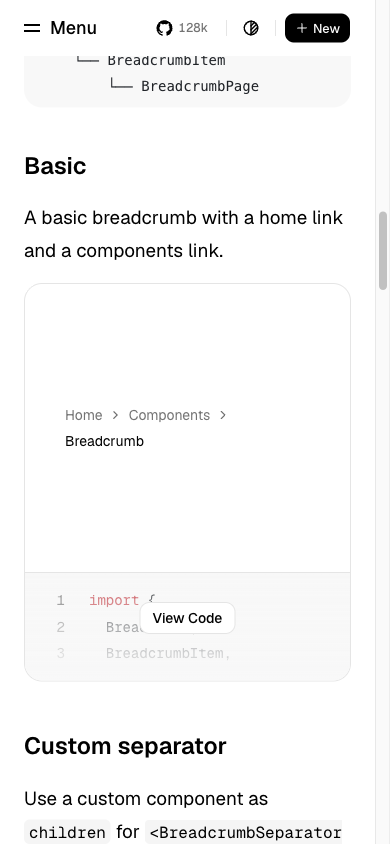 Menu 128k New
└── BreadcrumbItem
└── BreadcrumbPage
Basic
A basic breadcrumb with a home link
and a components link.
Home > Components >
Breadcrumb
1 import {
2 Brea
View Code
3 BreadcrumbItem,
Custom separator
Use a custom component as
children for <BreadcrumbSeparator